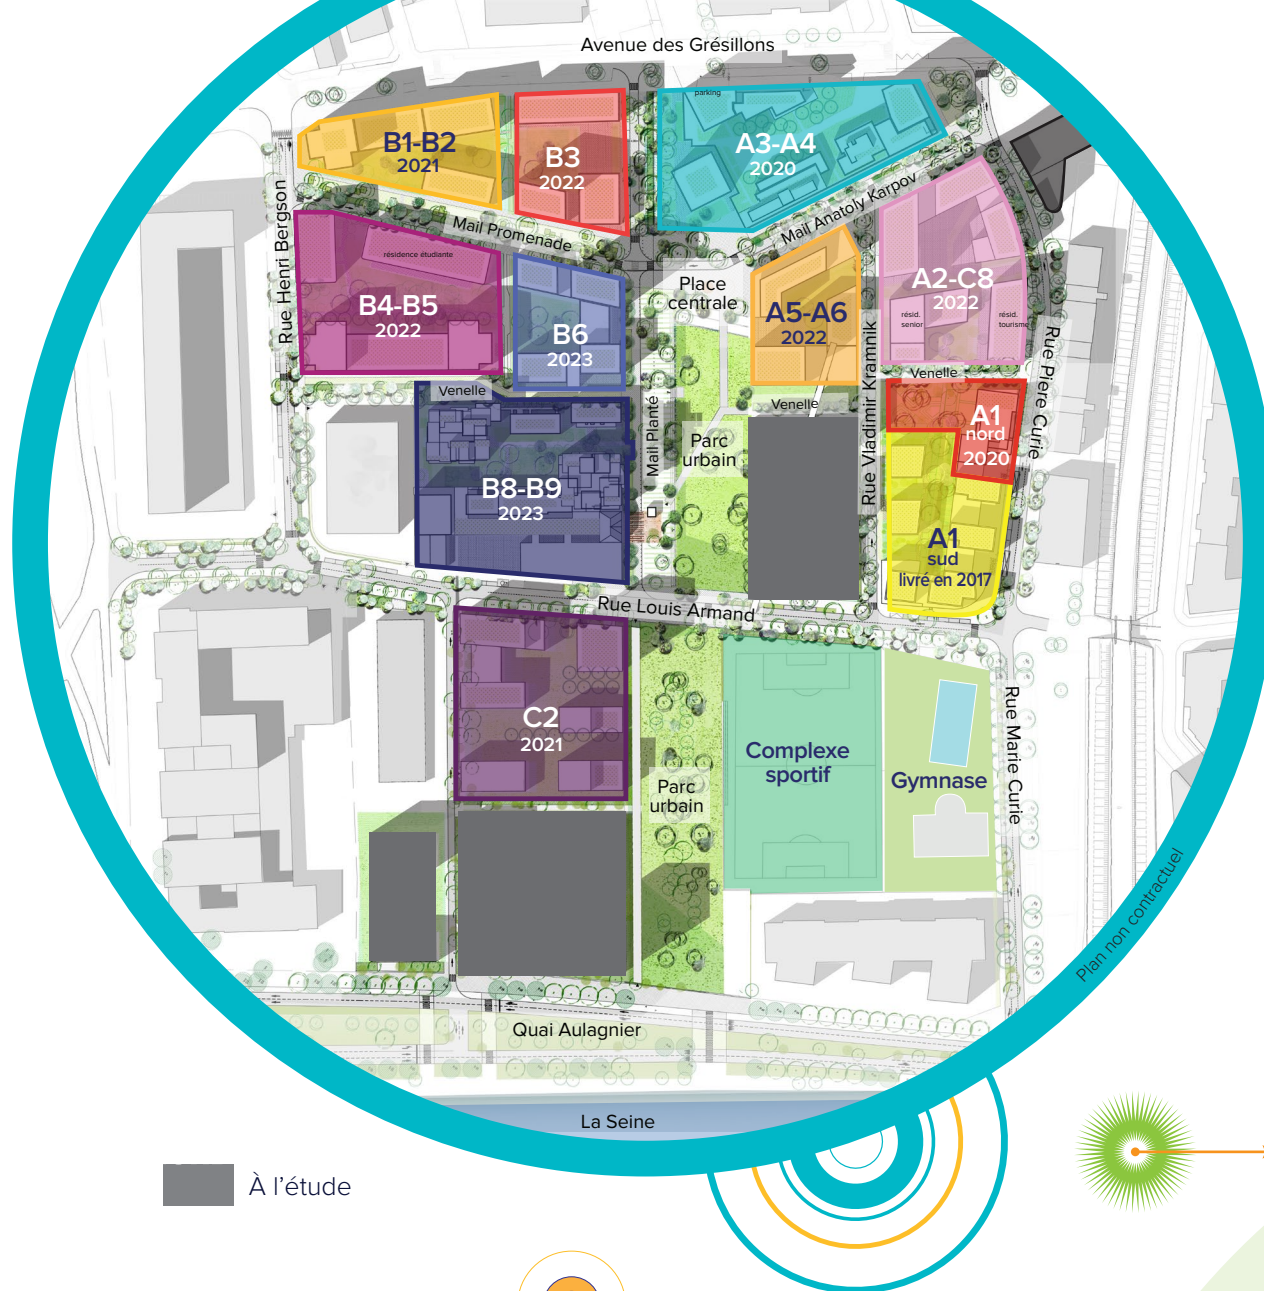 Avenue des Grésillons
parking
B1-B2
2021
B3
2022
A3-A4
2020
Rue Henri Bergson
Mail Promenade
Mail Anatoly Karpov
résidence étudiante
B4-B5
2022
B6
2023
Place
centrale
A5-A6
2022
A2-C8
2022
résid.
senior
résid.
tourisme
Rue Vladimir Kramnik
Rue Piere Curie
Venelle
Venelle
Venelle
Mail Planté
Parc
urbain
A1
nord
2020
B8-B9
2023
A1
sud
livré en 2017
Rue Louis Armand
C2
2021
Parc
urbain
Complexe
sportif
Gymnase
Rue Marie Curie
Plan non contractuel
Quai Aulagnier
La Seine
À l'étude